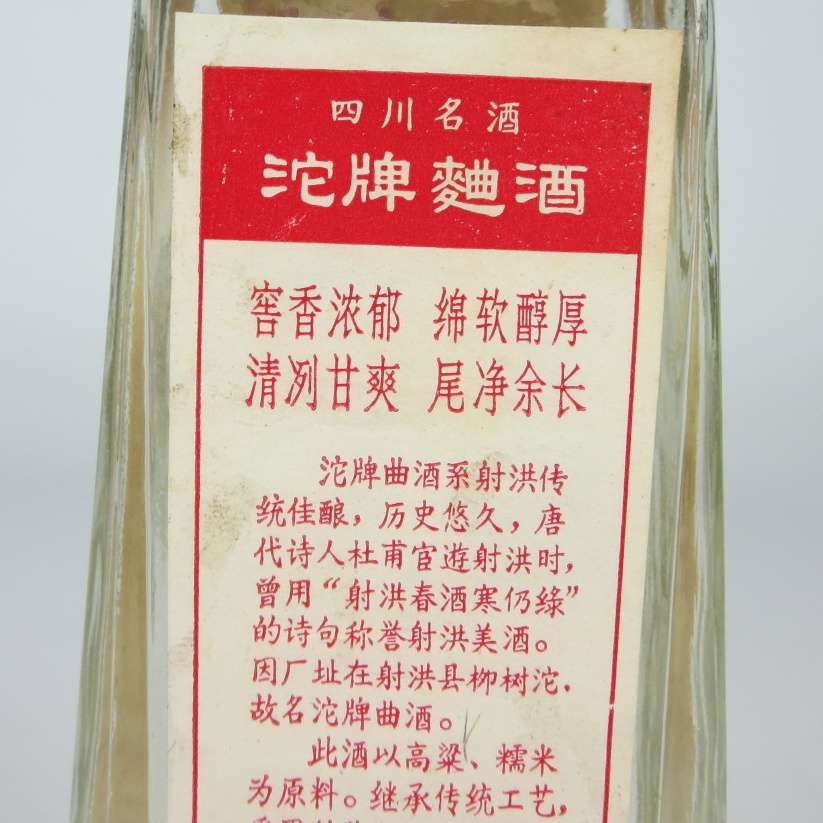 四川名酒
沱牌麯酒
窖香浓郁 绵软醇厚
清冽甘爽 尾净余长
沱牌曲酒系射洪传
统佳酿，历史悠久，唐
代诗人杜甫宦遊射洪时，
曾用“射洪春酒寒仍绿”
的诗句称誉射洪美酒。
因厂址在射洪县柳树沱．
故名沱牌曲酒。
此酒以高粱、糯米
为原料。继承传统工艺，